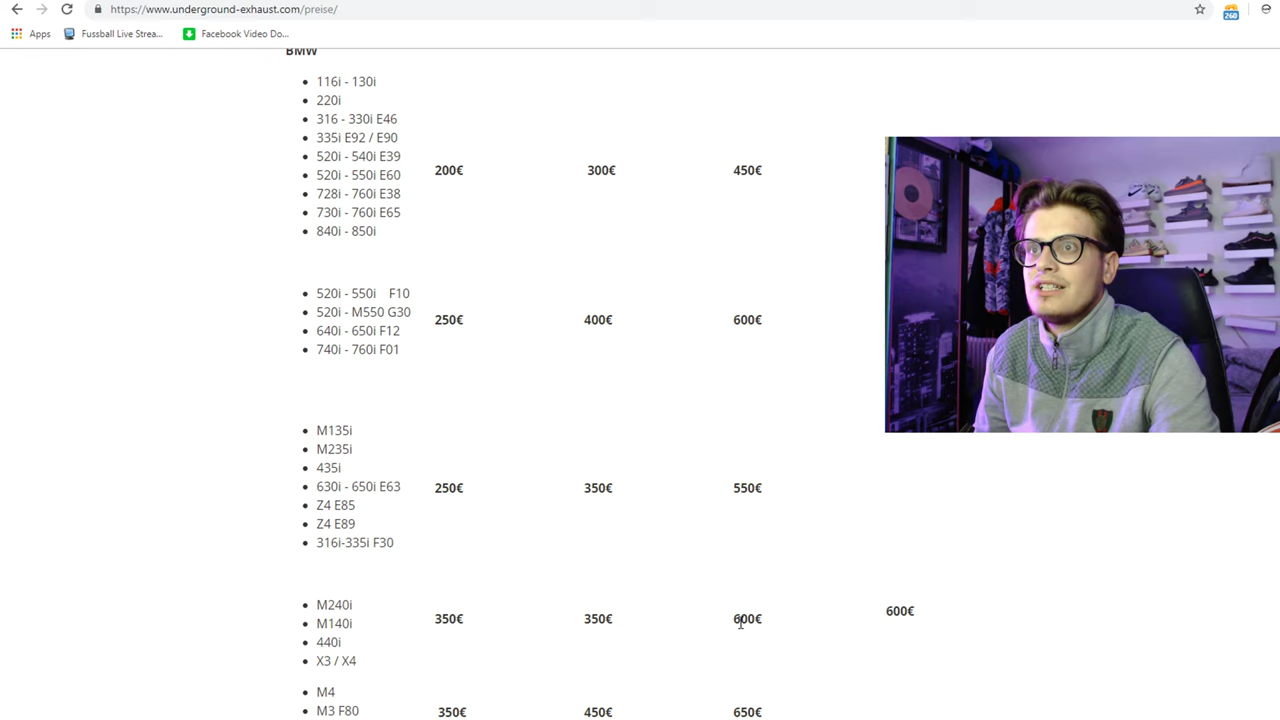 https://www.underground-exhaust.com/preise/
260
Apps Fussball Live Strea... Facebook Video Do...
BMW
116i - 130i
220i
316 - 330i E46
335i E92 / E90
520i - 540i E39
520i - 550i E60
728i - 760i E38
730i - 760i E65
840i - 850i
200€ 300€ 450€
520i - 550i F10
520i - M550 G30
640i - 650i F12
740i - 760i F01
250€ 400€ 600€
M135i
M235i
435i
630i - 650i E63
Z4 E85
Z4 E89
316i-335i F30
250€ 350€ 550€
M240i
M140i
440i
X3 / X4
350€ 350€ 600€ 600€
M4
M3 F80
350€ 450€ 650€